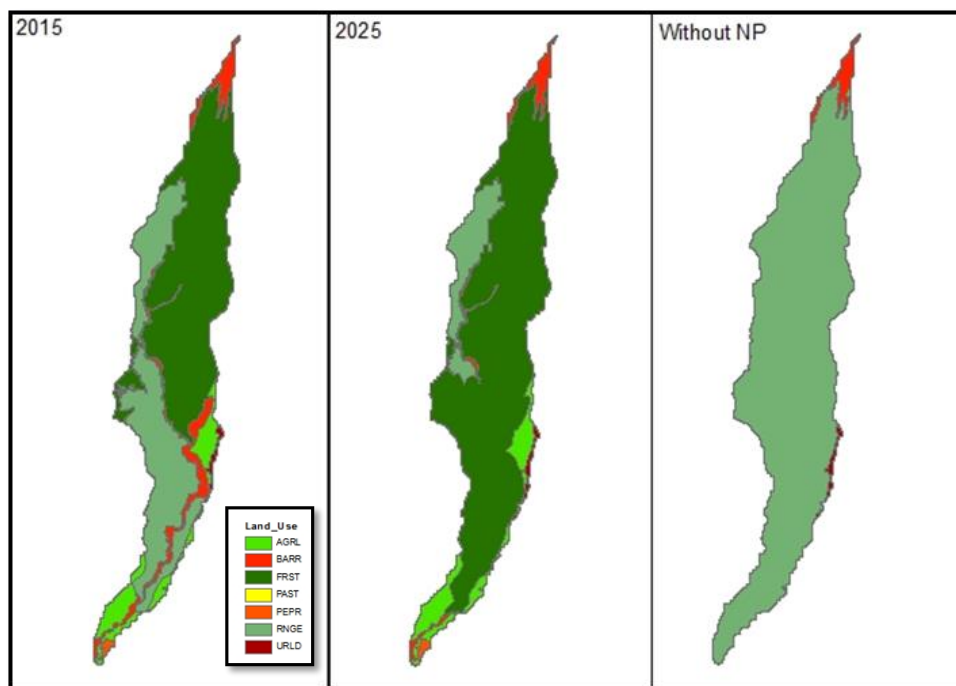 2015
2025
Without NP
Land_Use
AGRL
BARR
FRST
PAST
PEPR
RNGE
URLD